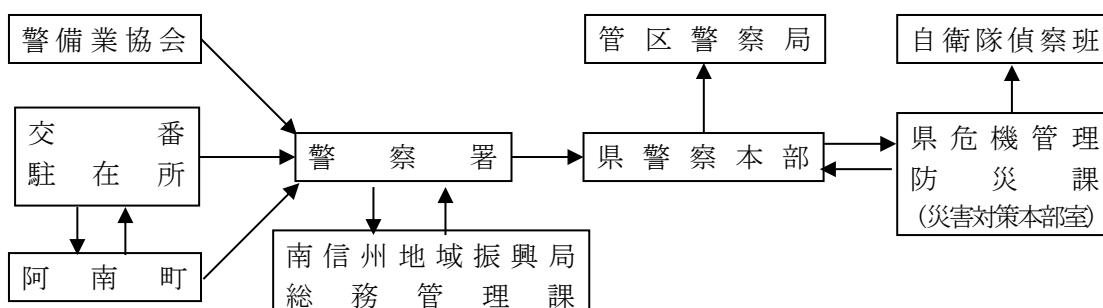 警備業協会
管区警察局
自衛隊偵察班
交番
駐在所
警察署
県警察本部
県危機管理
防災課
(災害対策本部室)
阿南町
南信州地域振興局
総務管理課